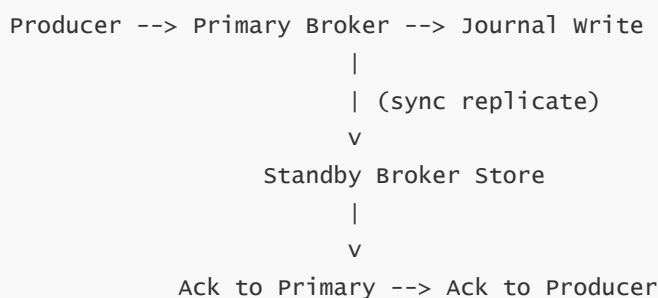 Producer --> Primary Broker --> Journal Write
|
| (sync replicate)
v
Standby Broker Store
|
v
Ack to Primary --> Ack to Producer